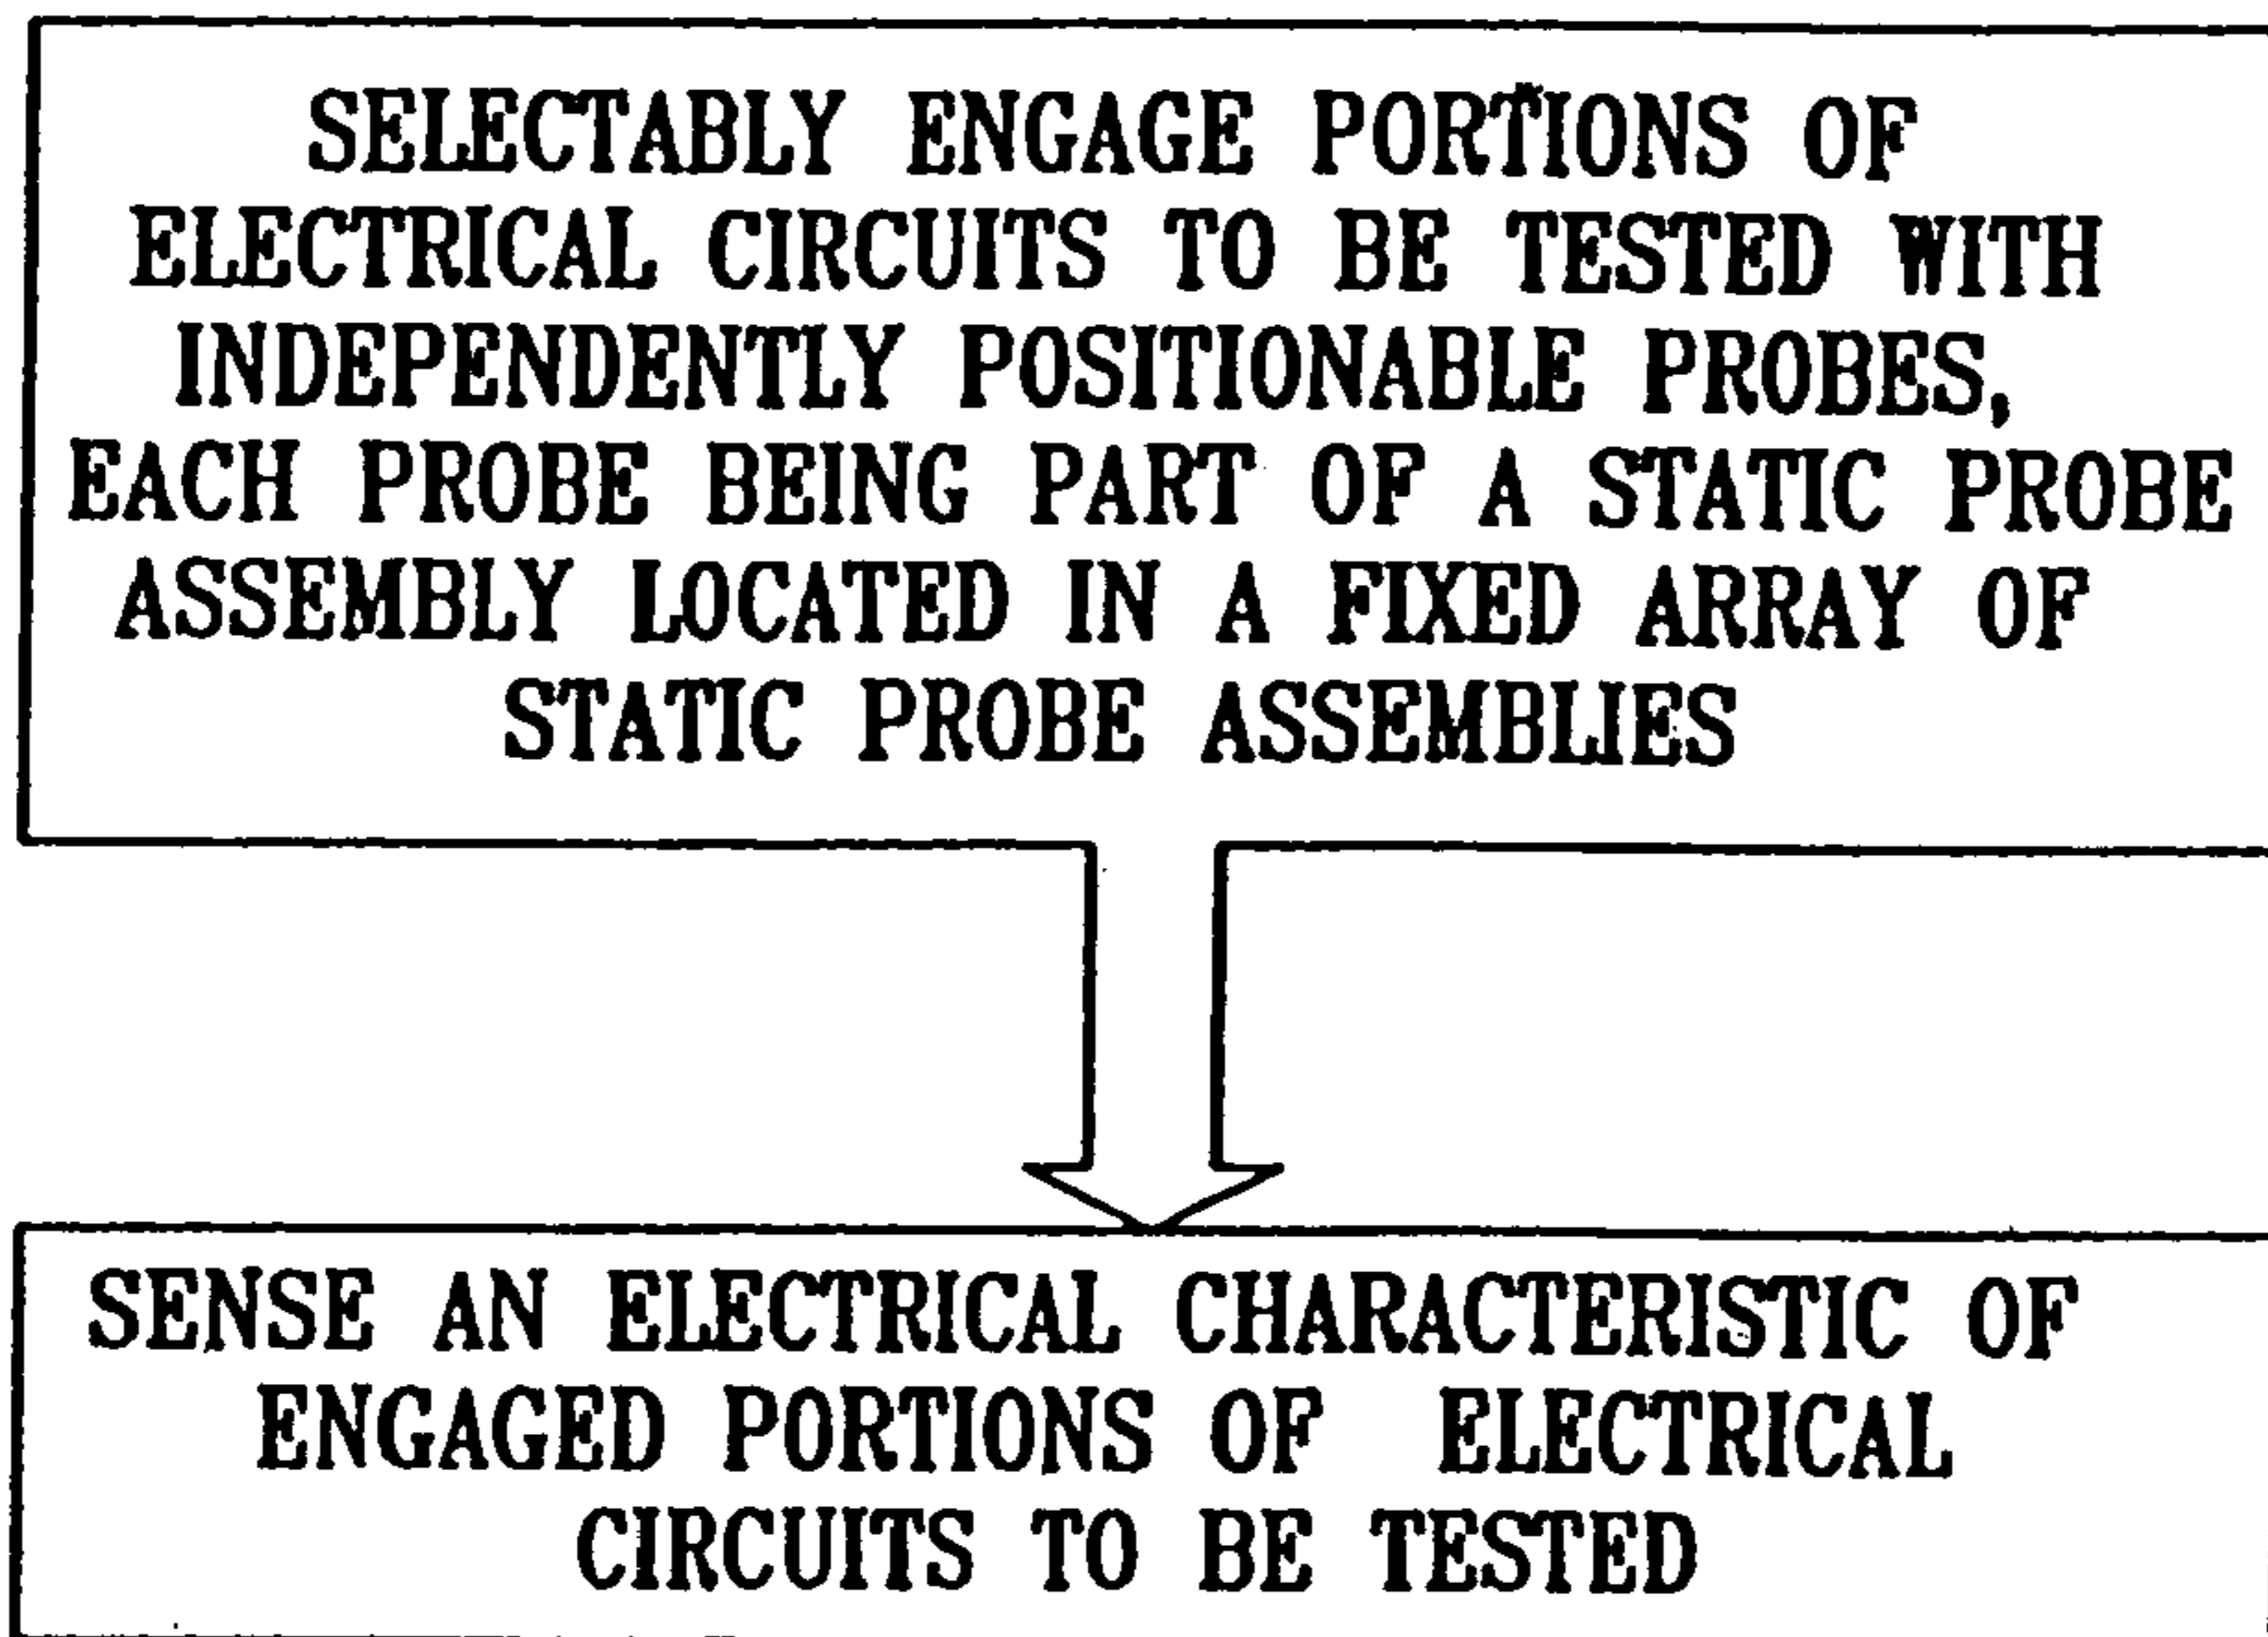 SELECTABLY ENGAGE PORTIONS OF
ELECTRICAL CIRCUITS TO BE TESTED WITH
INDEPENDENTLY POSITIONABLE PROBES,
EACH PROBE BEING PART OF A STATIC PROBE
ASSEMBLY LOCATED IN A FIXED ARRAY OF
STATIC PROBE ASSEMBLIES
SENSE AN ELECTRICAL CHARACTERISTIC OF
ENGAGED PORTIONS OF ELECTRICAL
CIRCUITS TO BE TESTED